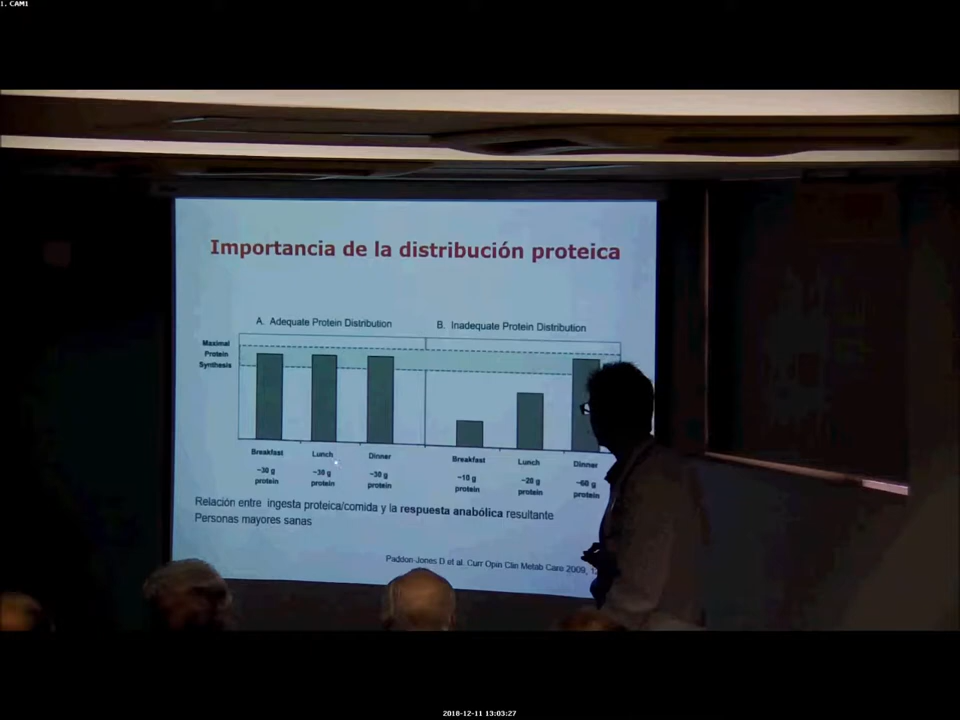 1. CAM1
Importancia de la distribución proteica
A. Adequate Protein Distribution
B. Inadequate Protein Distribution
Maximal
Protein
Synthesis
Breakfast Lunch Dinner Breakfast Lunch Dinner
~30 g ~30 g ~30 g ~10 g ~20 g ~60 g
protein protein protein protein protein protein
Relación entre ingesta proteica/comida y la respuesta anabólica resultante
Personas mayores sanas
Paddon-Jones D et al. Curr Opin Clin Metab Care 2009,
2018-12-11 13:03:27